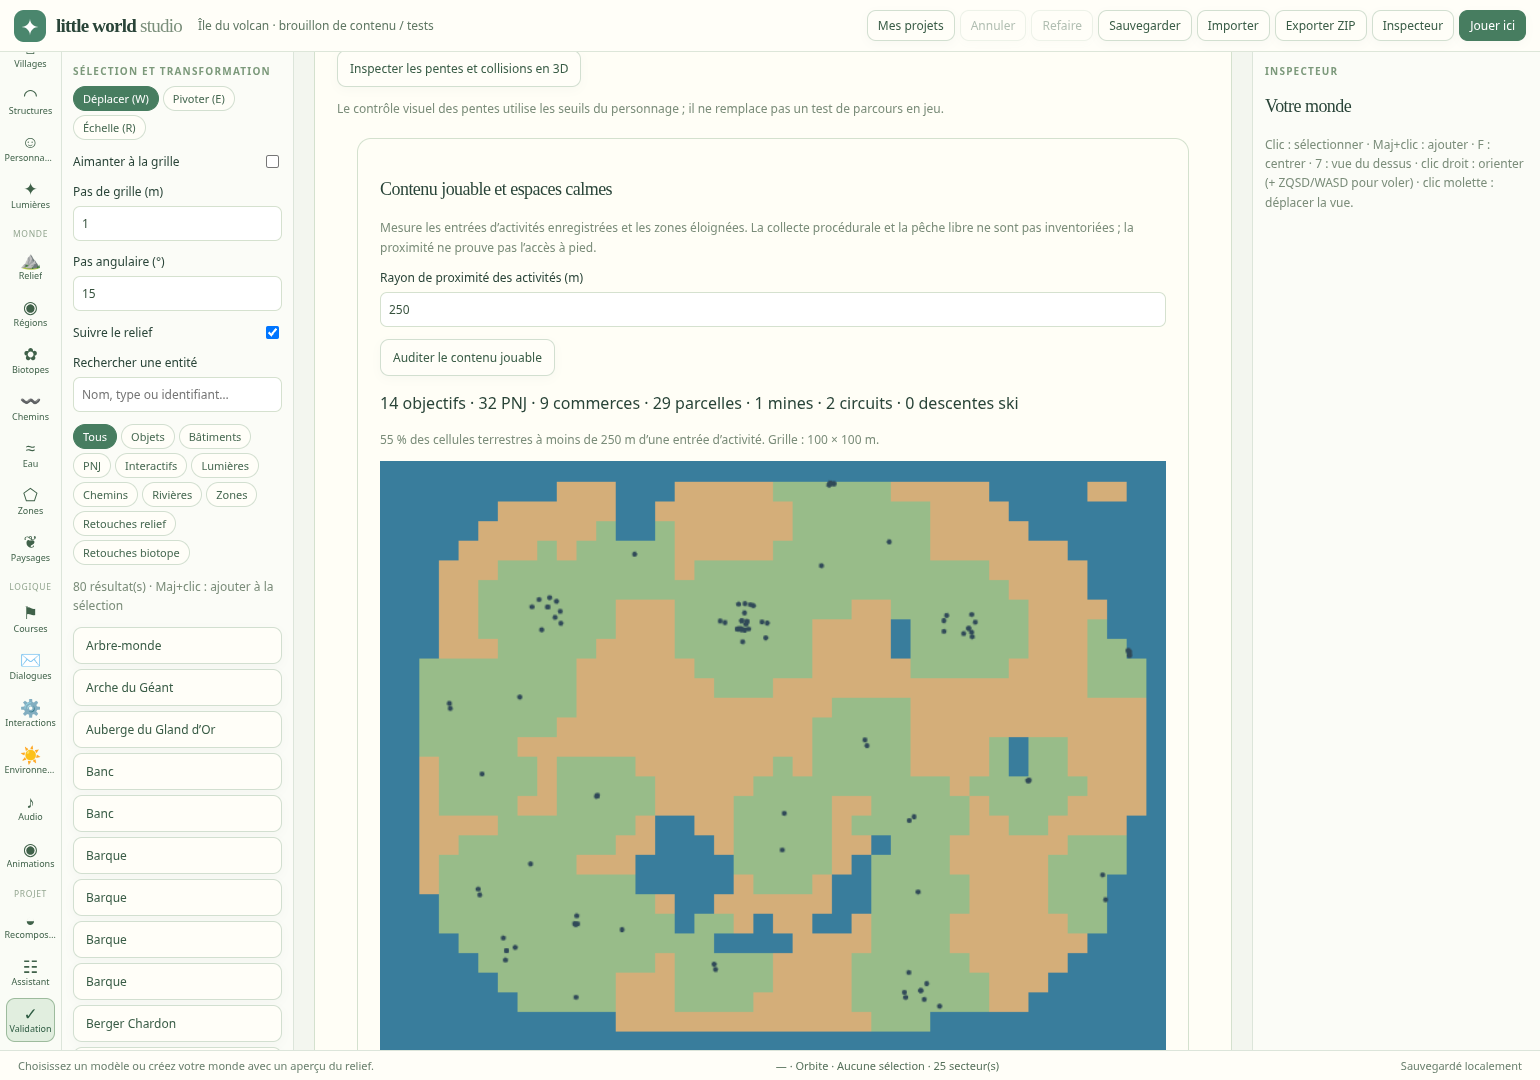 little world studio
Île du volcan · brouillon de contenu / tests
Mes projets
Annuler
Refaire
Sauvegarder
Importer
Exporter ZIP
Inspecteur
Jouer ici
Villages
Structures
Personna...
Lumières
MONDE
Relief
Régions
Biotopes
Chemins
Eau
Zones
Paysages
LOGIQUE
Courses
Dialogues
Interactions
Environne...
Audio
Animations
PROJET
Recompos...
Assistant
Validation
SÉLECTION ET TRANSFORMATION
Déplacer (W)
Pivoter (E)
Échelle (R)
Aimanter à la grille
Pas de grille (m)
1
Pas angulaire (°)
15
Suivre le relief
Rechercher une entité
Nom, type ou identifiant...
Tous
Objets
Bâtiments
PNJ
Interactifs
Lumières
Chemins
Rivières
Zones
Retouches relief
Retouches biotope
80 résultat(s) · Maj+clic : ajouter à la
sélection
Arbre-monde
Arche du Géant
Auberge du Gland d’Or
Banc
Banc
Barque
Barque
Barque
Barque
Berger Chardon
Inspecter les pentes et collisions en 3D
Le contrôle visuel des pentes utilise les seuils du personnage ; il ne remplace pas un test de parcours en jeu.
Contenu jouable et espaces calmes
Mesure les entrées d’activités enregistrées et les zones éloignées. La collecte procédurale et la pêche libre ne sont pas inventoriées ; la
proximité ne prouve pas l’accès à pied.
Rayon de proximité des activités (m)
250
Auditer le contenu jouable
14 objectifs · 32 PNJ · 9 commerces · 29 parcelles · 1 mines · 2 circuits · 0 descentes ski
55 % des cellules terrestres à moins de 250 m d’une entrée d’activité. Grille : 100 × 100 m.
INSPECTEUR
Votre monde
Clic : sélectionner · Maj+clic : ajouter · F :
centrer · 7 : vue du dessus · clic droit : orienter
(+ ZQSD/WASD pour voler) · clic molette :
déplacer la vue.
Choisissez un modèle ou créez votre monde avec un aperçu du relief.
— · Orbite · Aucune sélection · 25 secteur(s)
Sauvegardé localement